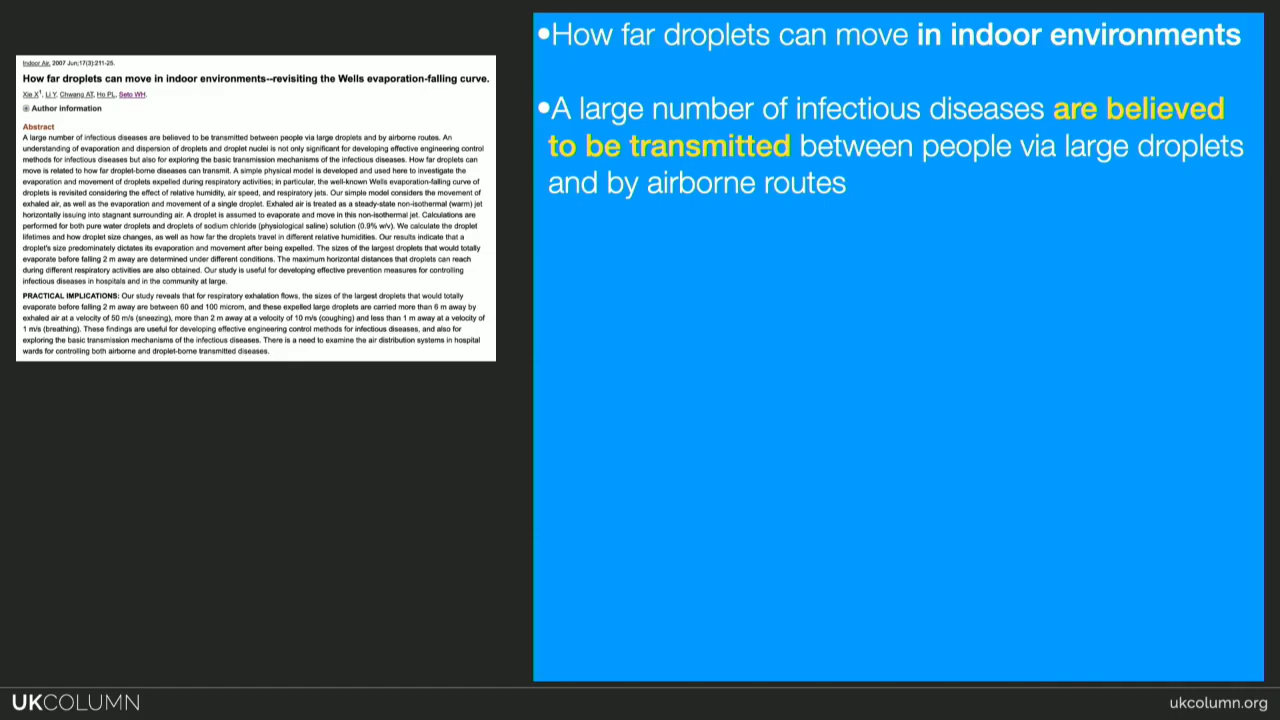 Indoor Air. 2007 Jun;17(3):211-25.
How far droplets can move in indoor environments--revisiting the Wells evaporation-falling curve.
Xie X1, Li Y, Chwang AT, Ho PL, Seto WH.
Author information
Abstract
A large number of infectious diseases are believed to be transmitted between people via large droplets and by airborne routes. An
understanding of evaporation and dispersion of droplets and droplet nuclei is not only significant for developing effective engineering control
methods for infectious diseases but also for exploring the basic transmission mechanisms of the infectious diseases. How far droplets can
move is related to how far droplet-borne diseases can transmit. A simple physical model is developed and used here to investigate the
evaporation and movement of droplets expelled during respiratory activities; in particular, the well-known Wells evaporation-falling curve of
droplets is revisited considering the effect of relative humidity, air speed, and respiratory jets. Our simple model considers the movement of
exhaled air, as well as the evaporation and movement of a single droplet. Exhaled air is treated as a steady-state non-isothermal (warm) jet
horizontally issuing into stagnant surrounding air. A droplet is assumed to evaporate and move in this non-isothermal jet. Calculations are
performed for both pure water droplets and droplets of sodium chloride (physiological saline) solution (0.9% w/v). We calculate the droplet
lifetimes and how droplet size changes, as well as how far the droplets travel in different relative humidities. Our results indicate that a
droplet's size predominately dictates its evaporation and movement after being expelled. The sizes of the largest droplets that would totally
evaporate before falling 2 m away are determined under different conditions. The maximum horizontal distances that droplets can reach
during different respiratory activities are also obtained. Our study is useful for developing effective prevention measures for controlling
infectious diseases in hospitals and in the community at large.
PRACTICAL IMPLICATIONS: Our study reveals that for respiratory exhalation flows, the sizes of the largest droplets that would totally
evaporate before falling 2 m away are between 60 and 100 microm, and these expelled large droplets are carried more than 6 m away by
exhaled air at a velocity of 50 m/s (sneezing), more than 2 m away at a velocity of 10 m/s (coughing) and less than 1 m away at a velocity of
1 m/s (breathing). These findings are useful for developing effective engineering control methods for infectious diseases, and also for
exploring the basic transmission mechanisms of the infectious diseases. There is a need to examine the air distribution systems in hospital
wards for controlling both airborne and droplet-borne transmitted diseases.
•How far droplets can move in indoor environments
•A large number of infectious diseases are believed
to be transmitted between people via large droplets
and by airborne routes
UKCOLUMN
ukcolumn.org